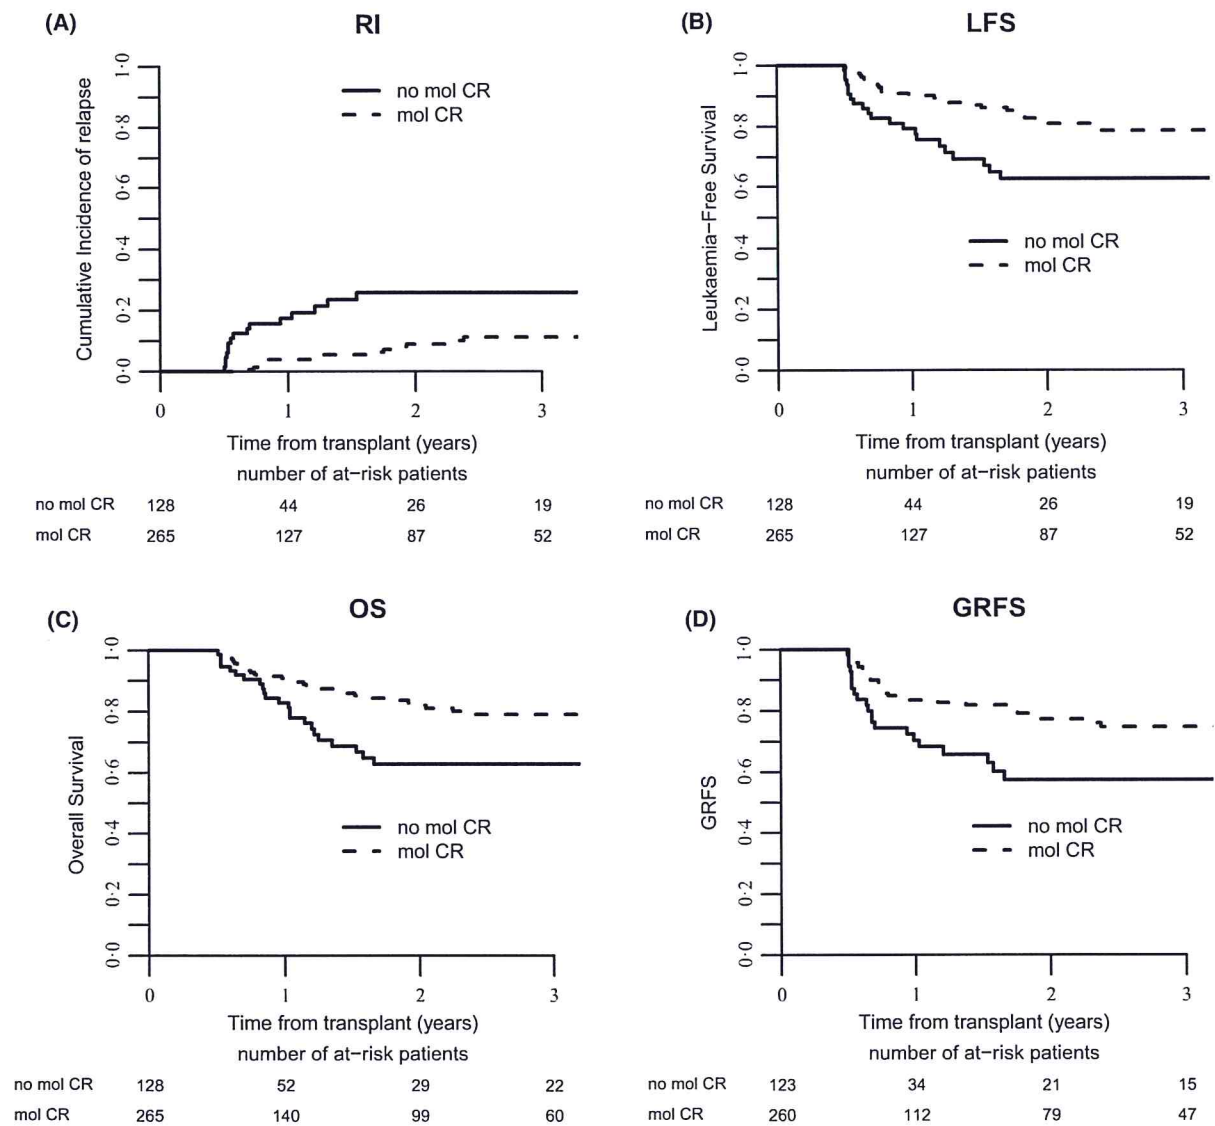 (A) RI
Cumulative Incidence of relapse
1·0
0·8
0·6
0·4
0·2
0·0
no mol CR
mol CR
0 1 2 3
Time from transplant (years)
number of at−risk patients
no mol CR 128 44 26 19
mol CR 265 127 87 52
(B) LFS
Leukaemia−Free Survival
1·0
0·8
0·6
0·4
0·2
0·0
no mol CR
mol CR
0 1 2 3
Time from transplant (years)
number of at−risk patients
no mol CR 128 44 26 19
mol CR 265 127 87 52
(C) OS
Overall Survival
1·0
0·8
0·6
0·4
0·2
0·0
no mol CR
mol CR
0 1 2 3
Time from transplant (years)
number of at−risk patients
no mol CR 128 52 29 22
mol CR 265 140 99 60
(D) GRFS
GRFS
1·0
0·8
0·6
0·4
0·2
0·0
no mol CR
mol CR
0 1 2 3
Time from transplant (years)
number of at−risk patients
no mol CR 123 34 21 15
mol CR 260 112 79 47